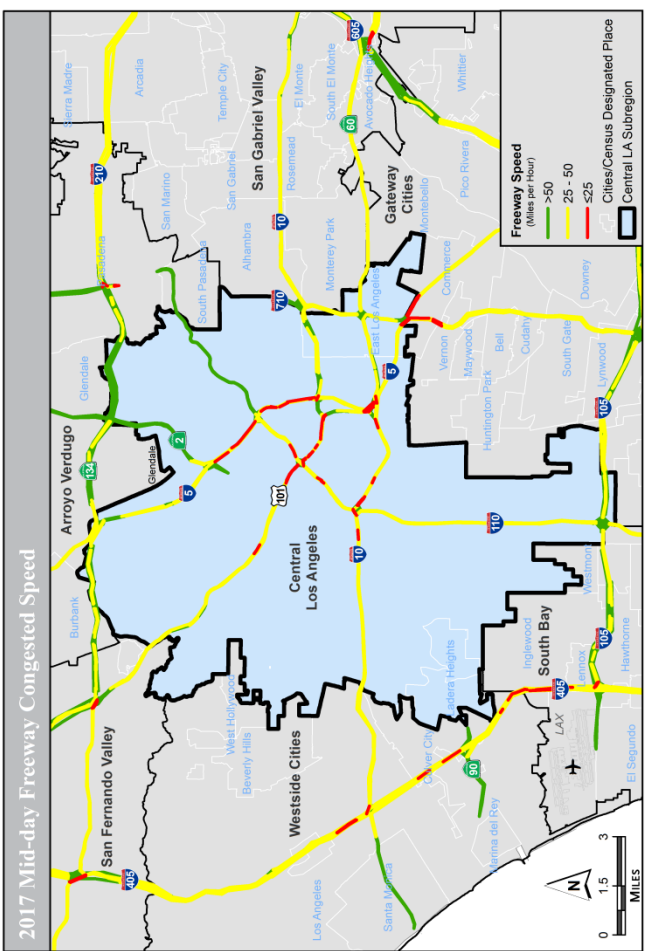 2017 Mid-day Freeway Congested Speed
San Fernando Valley
Burbank
Arroyo Verdugo
Glendale
Glendale
Pasadena
Sierra Madre
Arcadia
San Marino
South Pasadena
San Gabriel
Temple City
Alhambra
San Gabriel Valley
Rosemead
El Monte
South El Monte
Avocado Heights
Monterey Park
Whittier
Gateway
Cities
Montebello
Pico Rivera
East Los Angeles
Commerce
Central
Los Angeles
West Hollywood
Beverly Hills
Westside Cities
Los Angeles
Santa Monica
Culver City
Marina del Rey
Ladera Heights
Inglewood
South Bay
Lennox
LAX
El Segundo
Hawthorne
Westmont
Vernon
Maywood
Huntington Park
Bell
Cudahy
South Gate
Lynwood
Downey
405
134
5
2
210
101
10
710
10
60
605
5
110
90
405
105
105
N
0 1.5 3
MILES
Freeway Speed
(Miles per Hour)
>50
25 - 50
≤25
Cities/Census Designated Place
Central LA Subregion